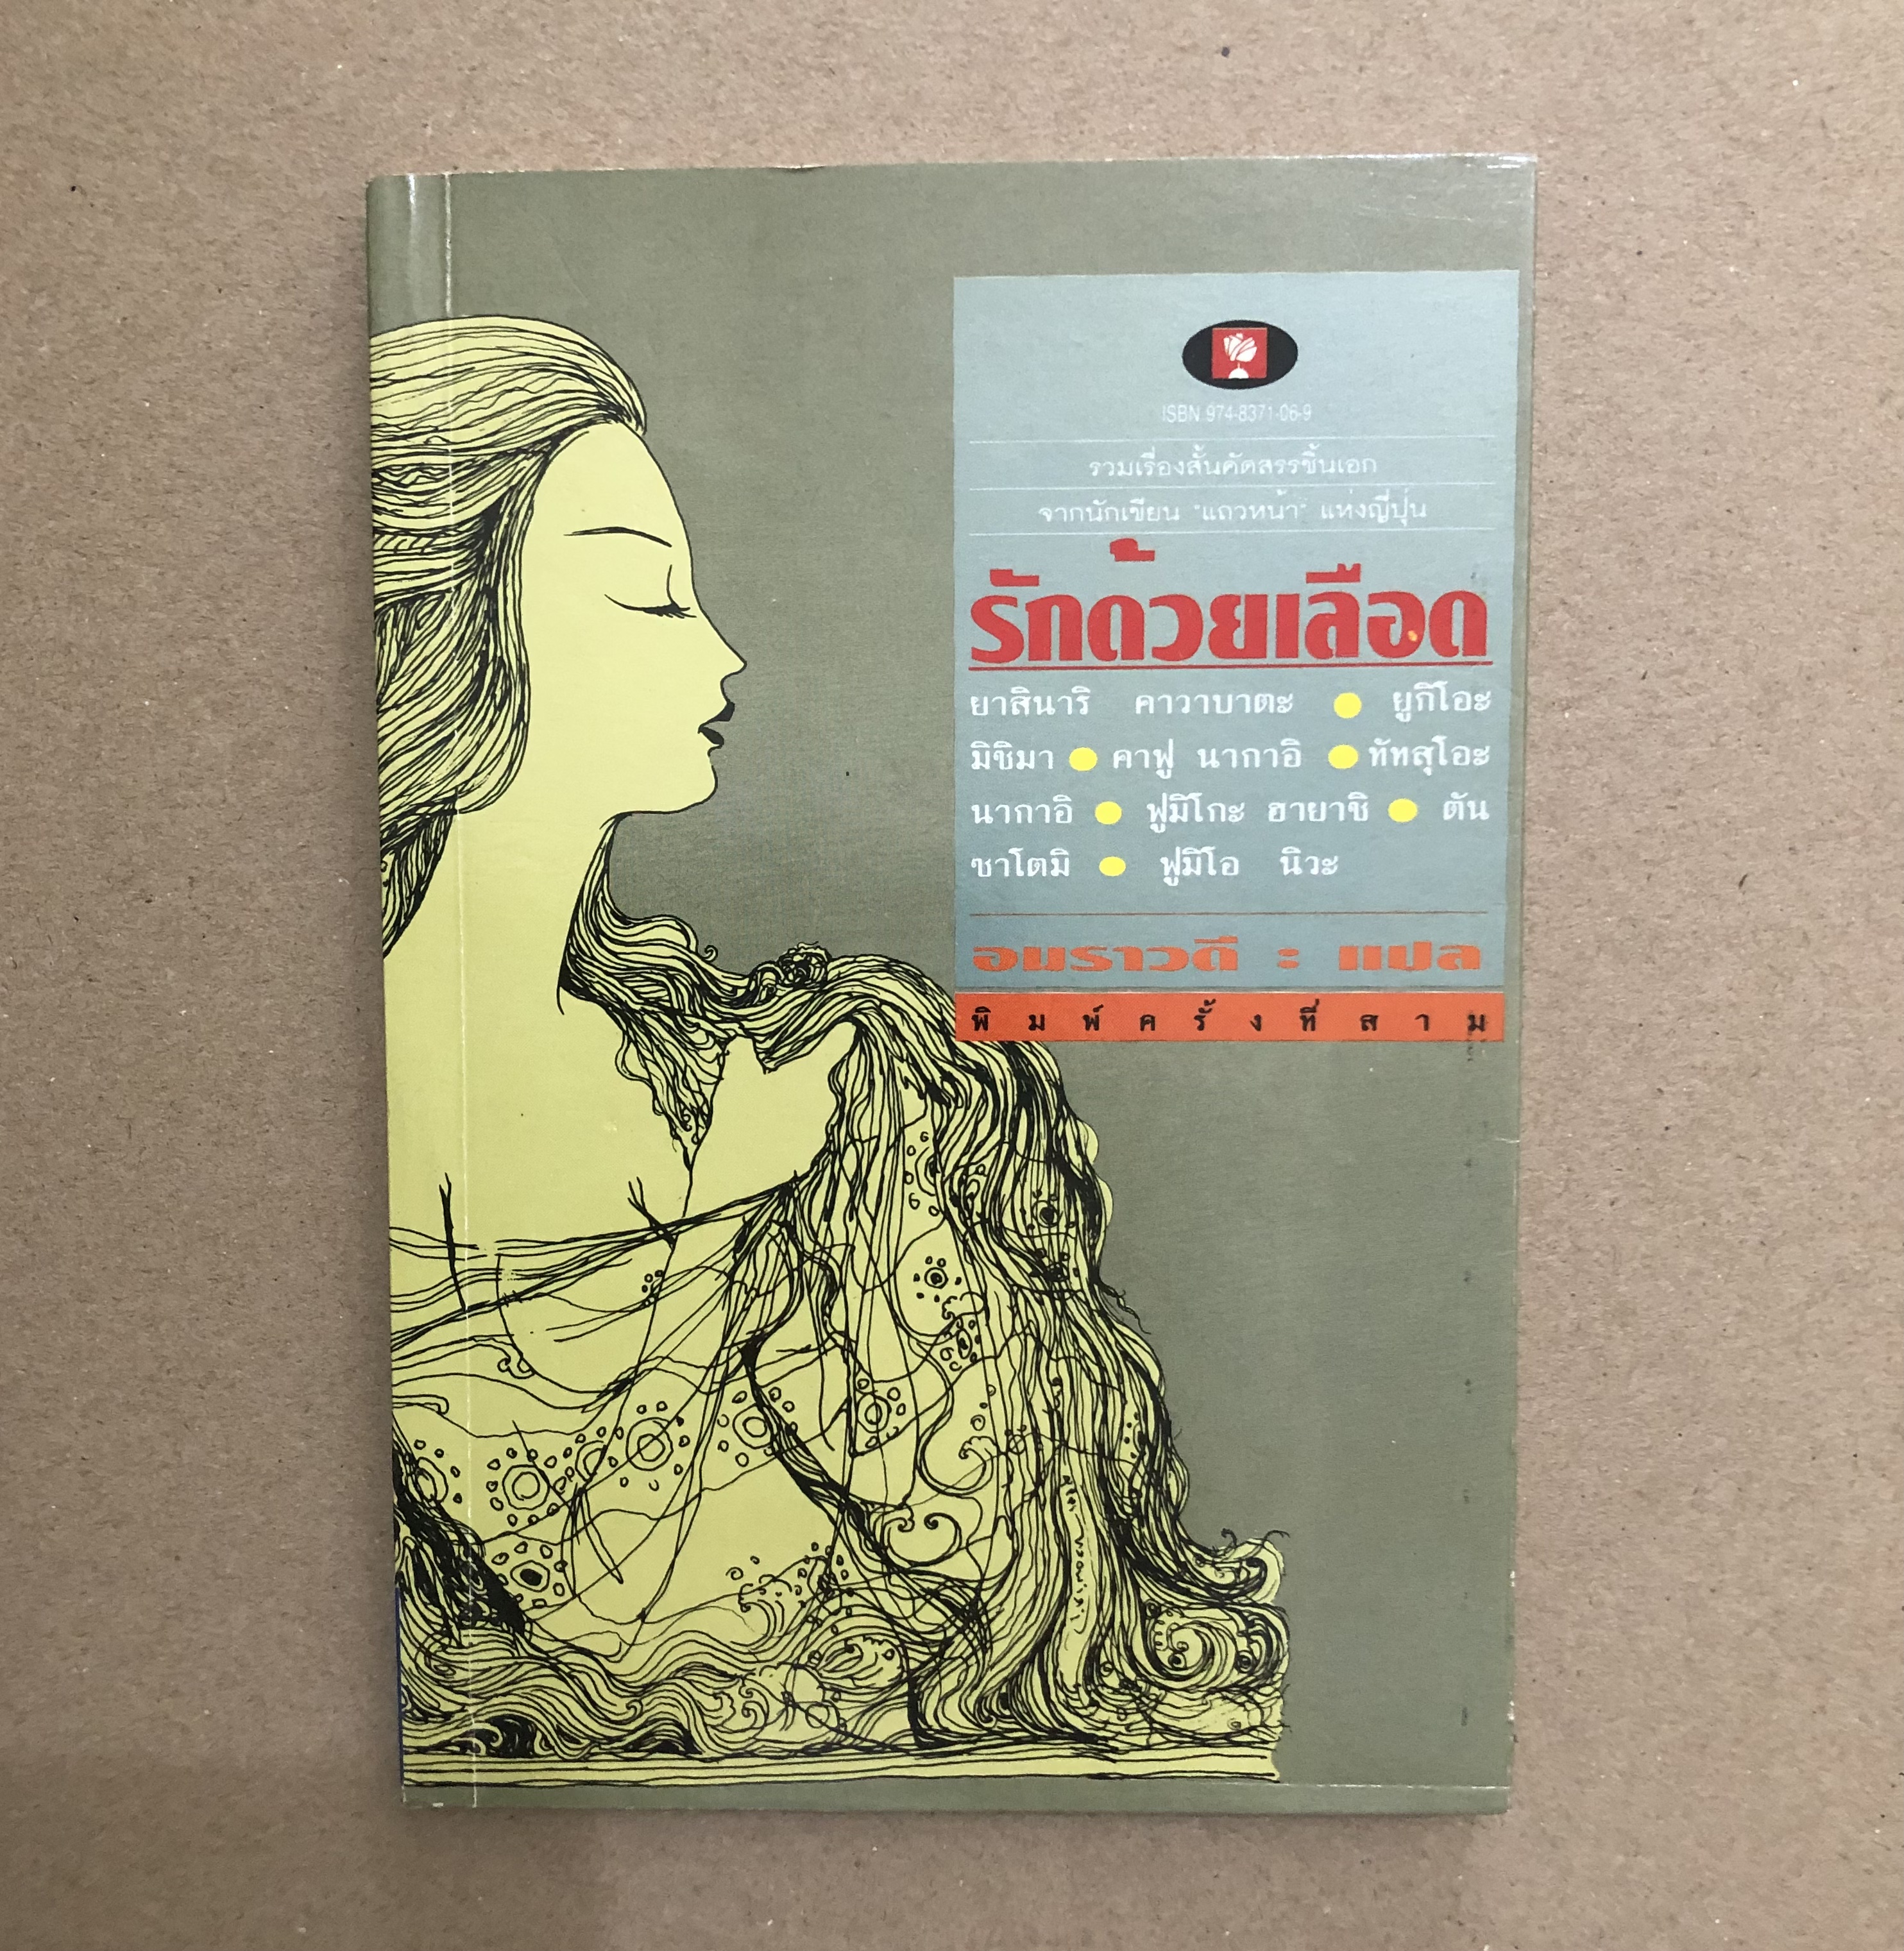 ISBN 974-8371-06-9
รวมเรื่องสั้นคัดสรรชิ้นเอก
จากนักเขียน "แถวหน้า" แห่งญี่ปุ่น
รักด้วยเลือด
ยาสึนาริ คาวาบาตะ ● ยูกิโอะ
มิชิมา ● คาฟู นากาอิ ● ทัทสุโอะ
นากาอิ ● ฟูมิโกะ ฮายาชิ ● ตัน
ซาโตมิ ● ฟูมิโอ นิวะ
อมราวดี : แปล
พิมพ์ครั้งที่สาม